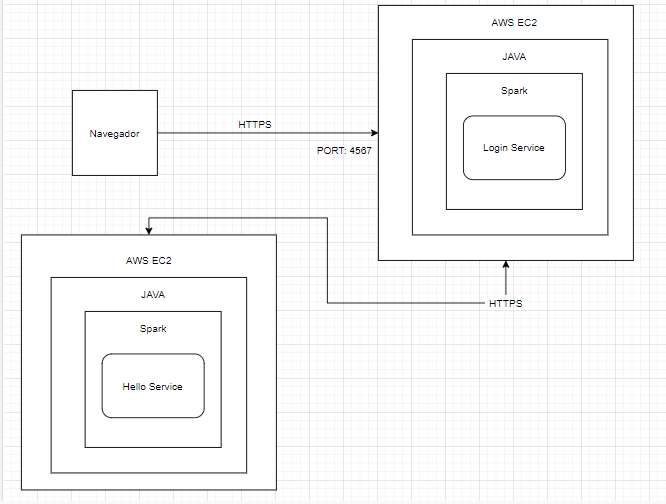 AWS EC2
JAVA
Spark
Login Service
Navegador
HTTPS
PORT: 4567
HTTPS
AWS EC2
JAVA
Spark
Hello Service